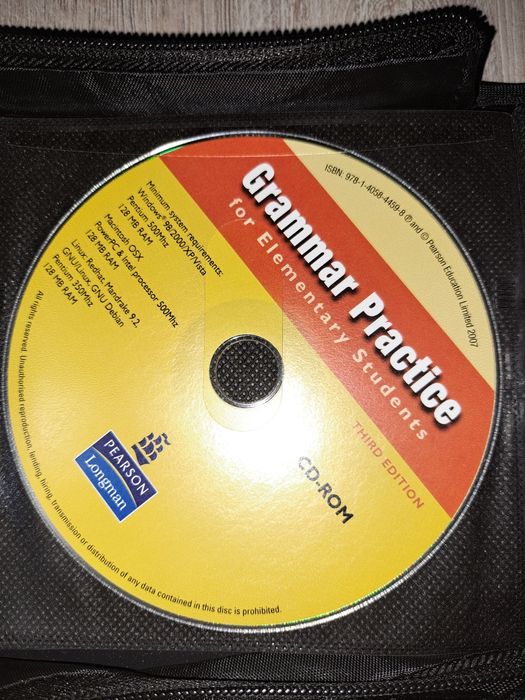 ISBN: 978-1-4058-4459-8 ℗ and © Pearson Education Limited 2007
Grammar Practice
for Elementary Students
THIRD EDITION
CD-ROM
Minimum system requirements:
Windows® 98/2000/XP/Vista
Pentium 500Mhz
128 MB RAM
Macintosh OSX
PowerPC & Intel processor 500Mhz
128 MB RAM
Linux: Redhat, Mandrake 9.2,
GNU/Linux, GNU Debian
Pentium 350Mhz
128 MB RAM
PEARSON
Longman
All rights reserved. Unauthorised reproduction, lending, hiring, transmission or distribution of any data contained in this disc is prohibited.